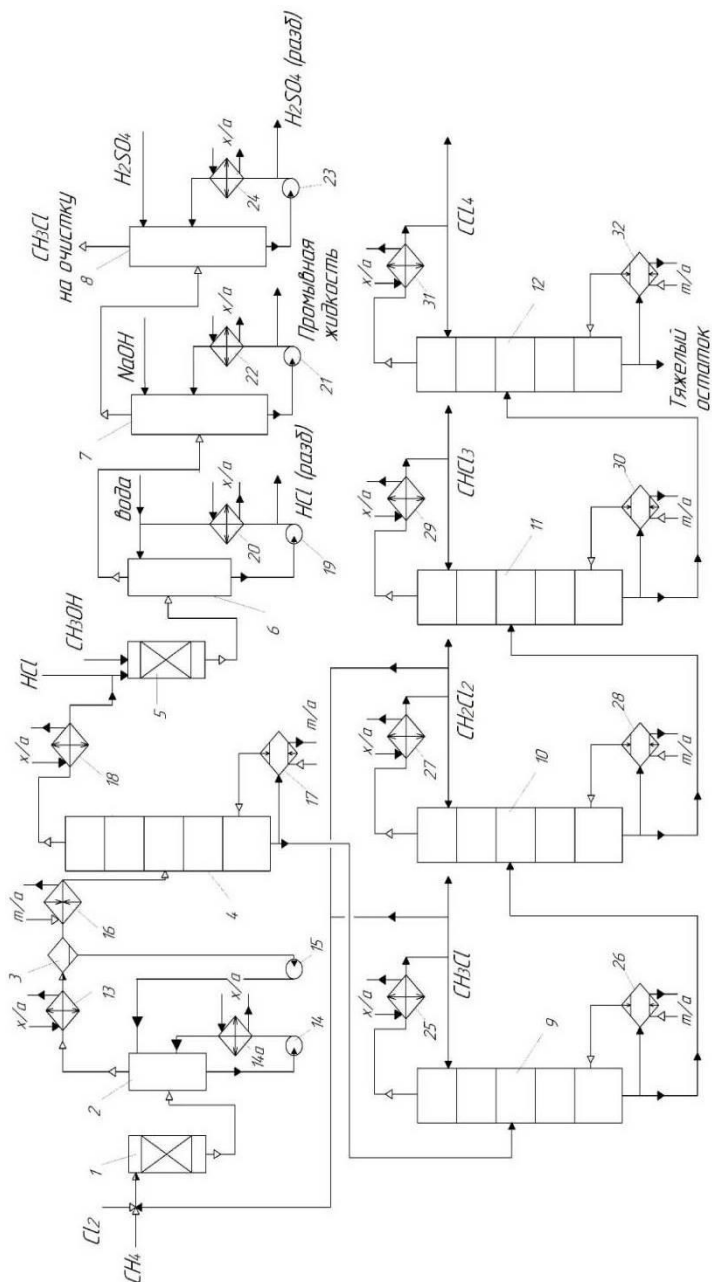 Cl2
CH4
1
2
3
x/a
13
14
14а
x/a
15
m/a
16
4
17
m/a
x/a
18
HCl
CH3OH
5
6
вода
x/a
20
19
HCl (разб)
7
NaOH
x/a
22
21
Промывная
жидкость
8
CH3Cl
на очистку
H2SO4
x/a
24
23
H2SO4 (разб)
x/a
25
CH3Cl
9
26
m/a
x/a
27
CH2Cl2
10
28
m/a
x/a
29
CHCl3
11
30
m/a
x/a
31
CCL4
12
32
m/a
Тяжелый
остаток